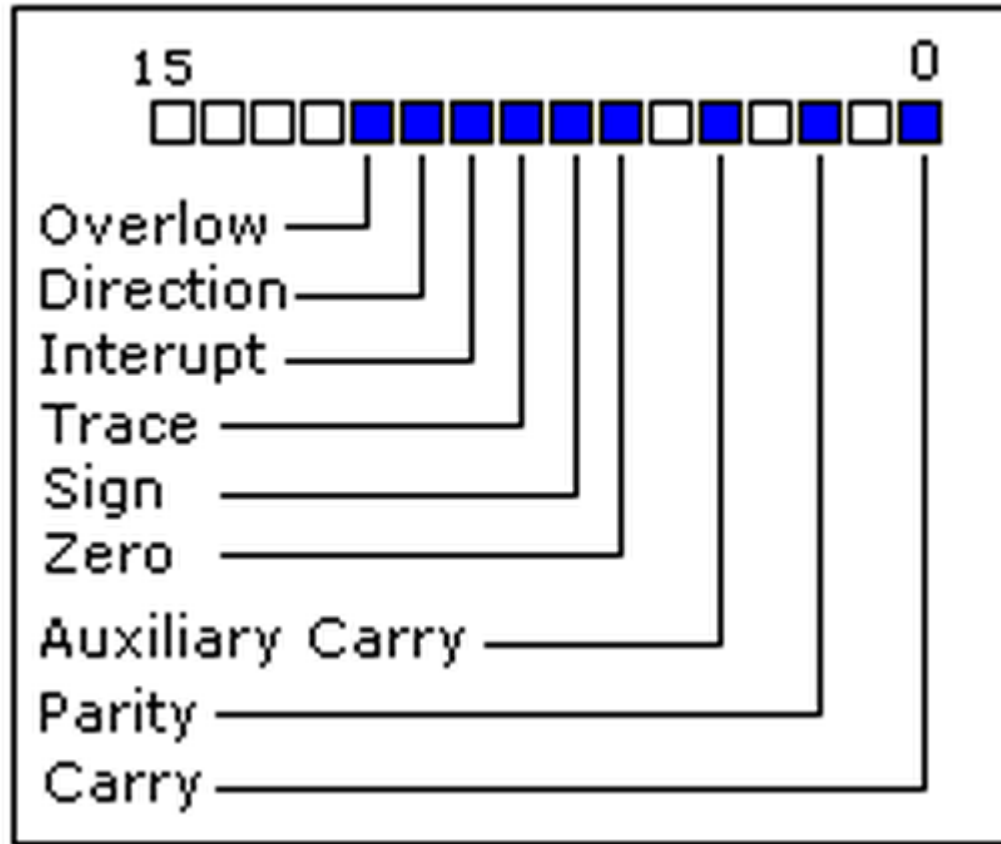 15 0
Overlow
Direction
Interupt
Trace
Sign
Zero
Auxiliary Carry
Parity
Carry